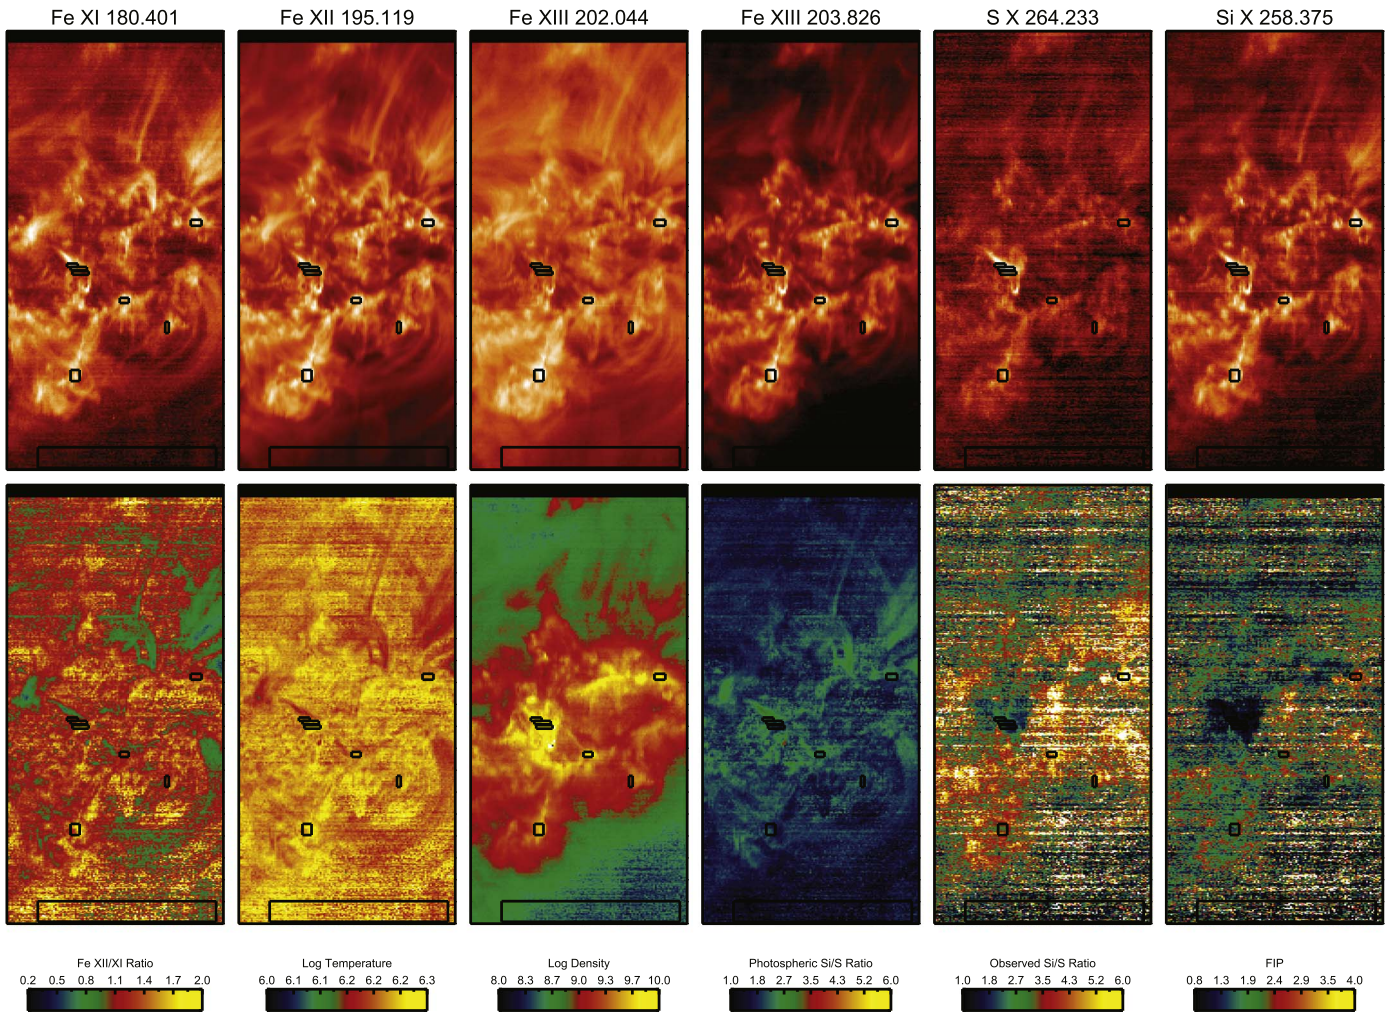 Fe XI 180.401 Fe XII 195.119 Fe XIII 202.044 Fe XIII 203.826 S X 264.233 Si X 258.375
Fe XII/XI Ratio Log Temperature Log Density Photospheric Si/S Ratio Observed Si/S Ratio FIP
0.2 0.5 0.8 1.1 1.4 1.7 2.0 6.0 6.1 6.1 6.2 6.2 6.2 6.3 8.0 8.3 8.7 9.0 9.3 9.7 10.0 1.0 1.8 2.7 3.5 4.3 5.2 6.0 1.0 1.8 2.7 3.5 4.3 5.2 6.0 0.8 1.3 1.9 2.4 2.9 3.5 4.0